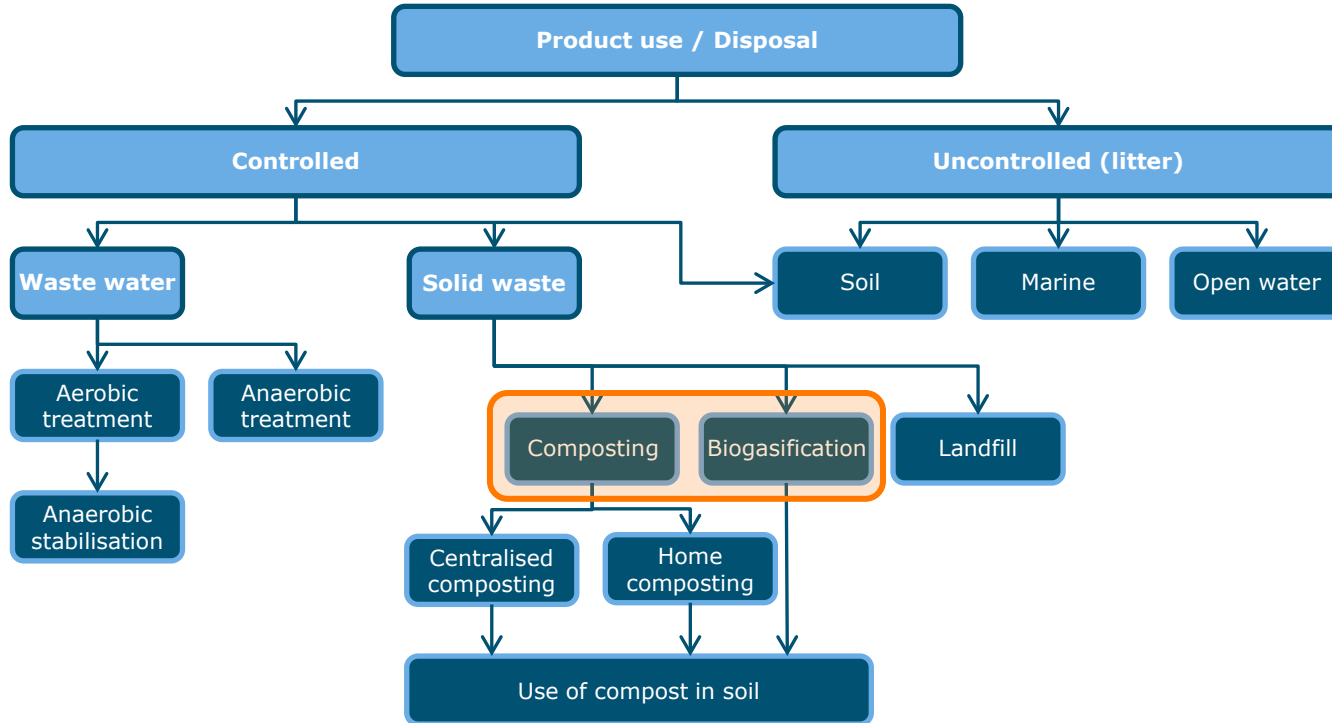 Product use / Disposal
Controlled
Uncontrolled (litter)
Waste water
Solid waste
Soil
Marine
Open water
Aerobic
treatment
Anaerobic
treatment
Composting
Biogasification
Landfill
Anaerobic
stabilisation
Centralised
composting
Home
composting
Use of compost in soil